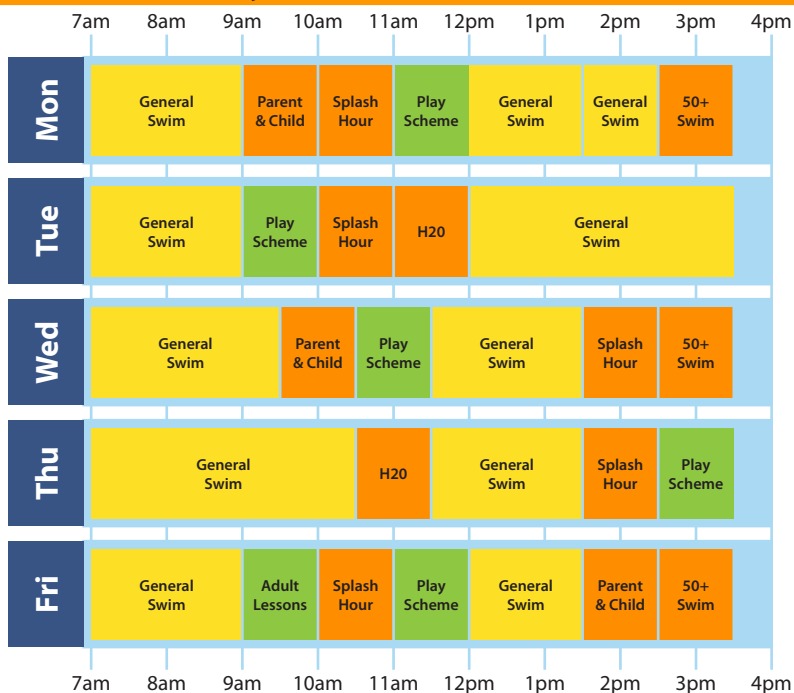 7am 8am 9am 10am 11am 12pm 1pm 2pm 3pm 4pm
Mon
General
Swim
Parent
& Child
Splash
Hour
Play
Scheme
General
Swim
General
Swim
50+
Swim
Tue
General
Swim
Play
Scheme
Splash
Hour
H20
General
Swim
Wed
General
Swim
Parent
& Child
Play
Scheme
General
Swim
Splash
Hour
50+
Swim
Thu
General
Swim
H20
General
Swim
Splash
Hour
Play
Scheme
Fri
General
Swim
Adult
Lessons
Splash
Hour
Play
Scheme
General
Swim
Parent
& Child
50+
Swim
7am 8am 9am 10am 11am 12pm 1pm 2pm 3pm 4pm